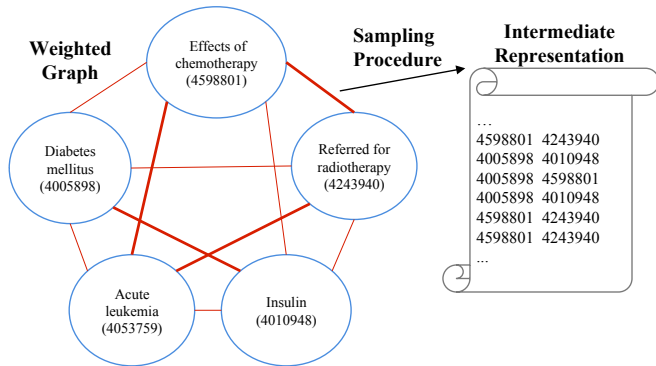 Weighted
Graph
Effects of
chemotherapy
(4598801)
Sampling
Procedure
Intermediate
Representation
Diabetes
mellitus
(4005898)
Referred for
radiotherapy
(4243940)
Acute
leukemia
(4053759)
Insulin
(4010948)
...
4598801 4243940
4005898 4010948
4005898 4598801
4005898 4010948
4598801 4243940
4598801 4243940
...